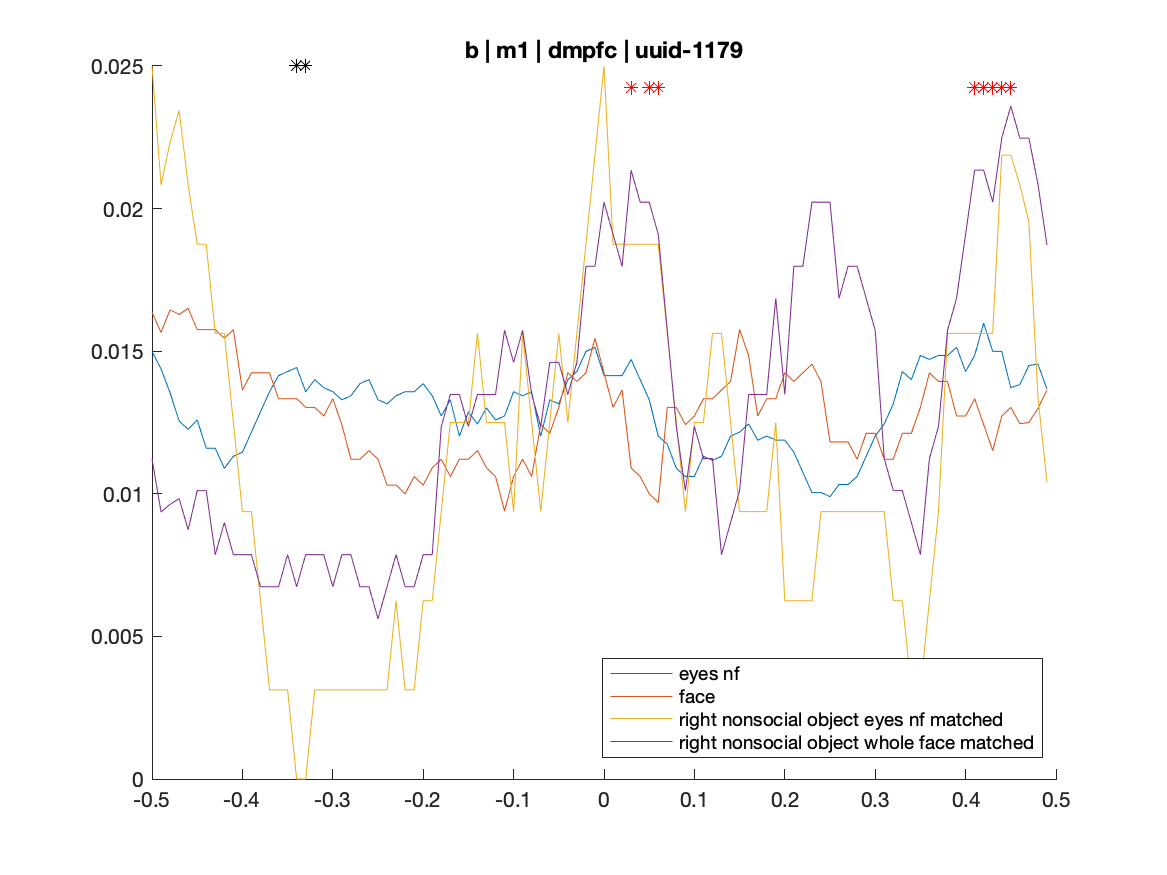 b | m1 | dmpfc | uuid-1179
0.025
0.02
0.015
0.01
0.005
0
-0.5 -0.4 -0.3 -0.2 -0.1 0 0.1 0.2 0.3 0.4 0.5
eyes nf
face
right nonsocial object eyes nf matched
right nonsocial object whole face matched